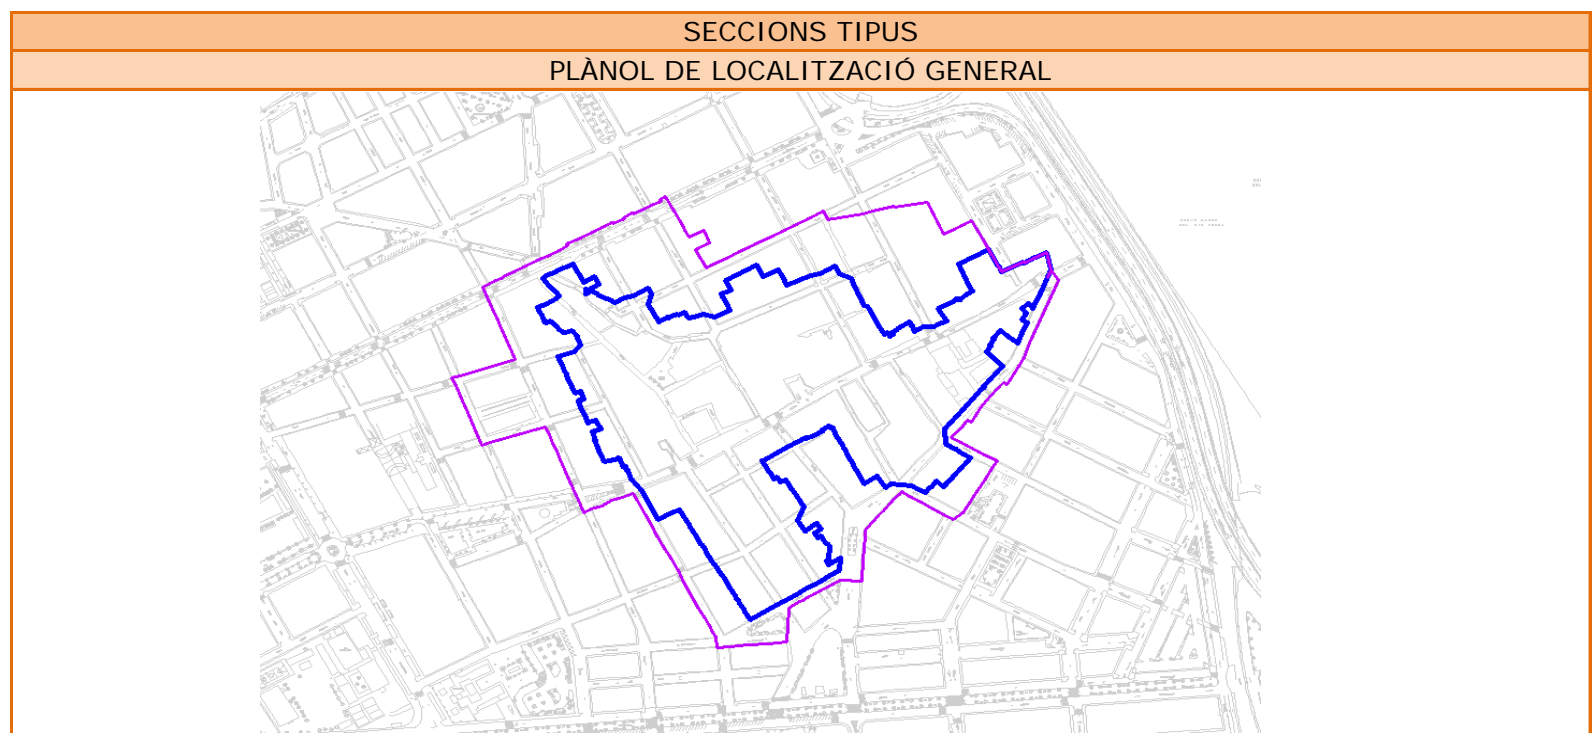 SECCIONS TIPUS
PLÀNOL DE LOCALITZACIÓ GENERAL